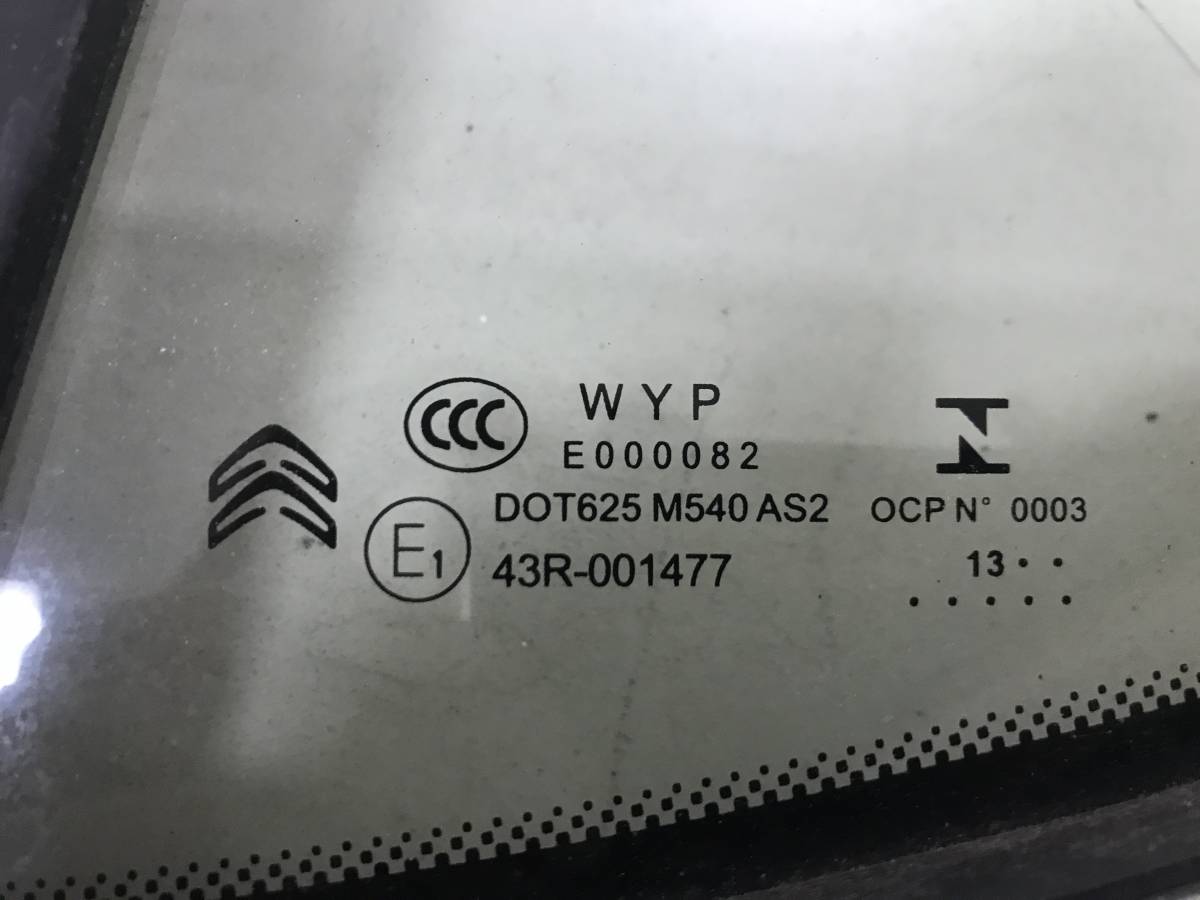 CCC
WYP
E000082
DOT625 M540 AS2
E1
43R-001477
OCP N° 0003
13 • •
• • • • •